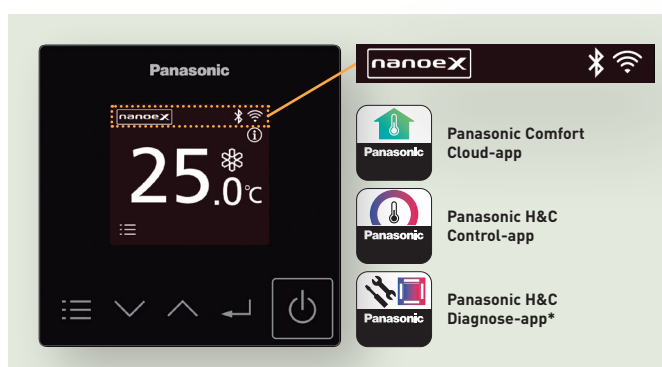 Panasonic
nanoeX
25.0°C
nanoeX
Panasonic
Panasonic Comfort
Cloud-app
Panasonic
Panasonic H&C
Control-app
Panasonic
Panasonic H&C
Diagnose-app*